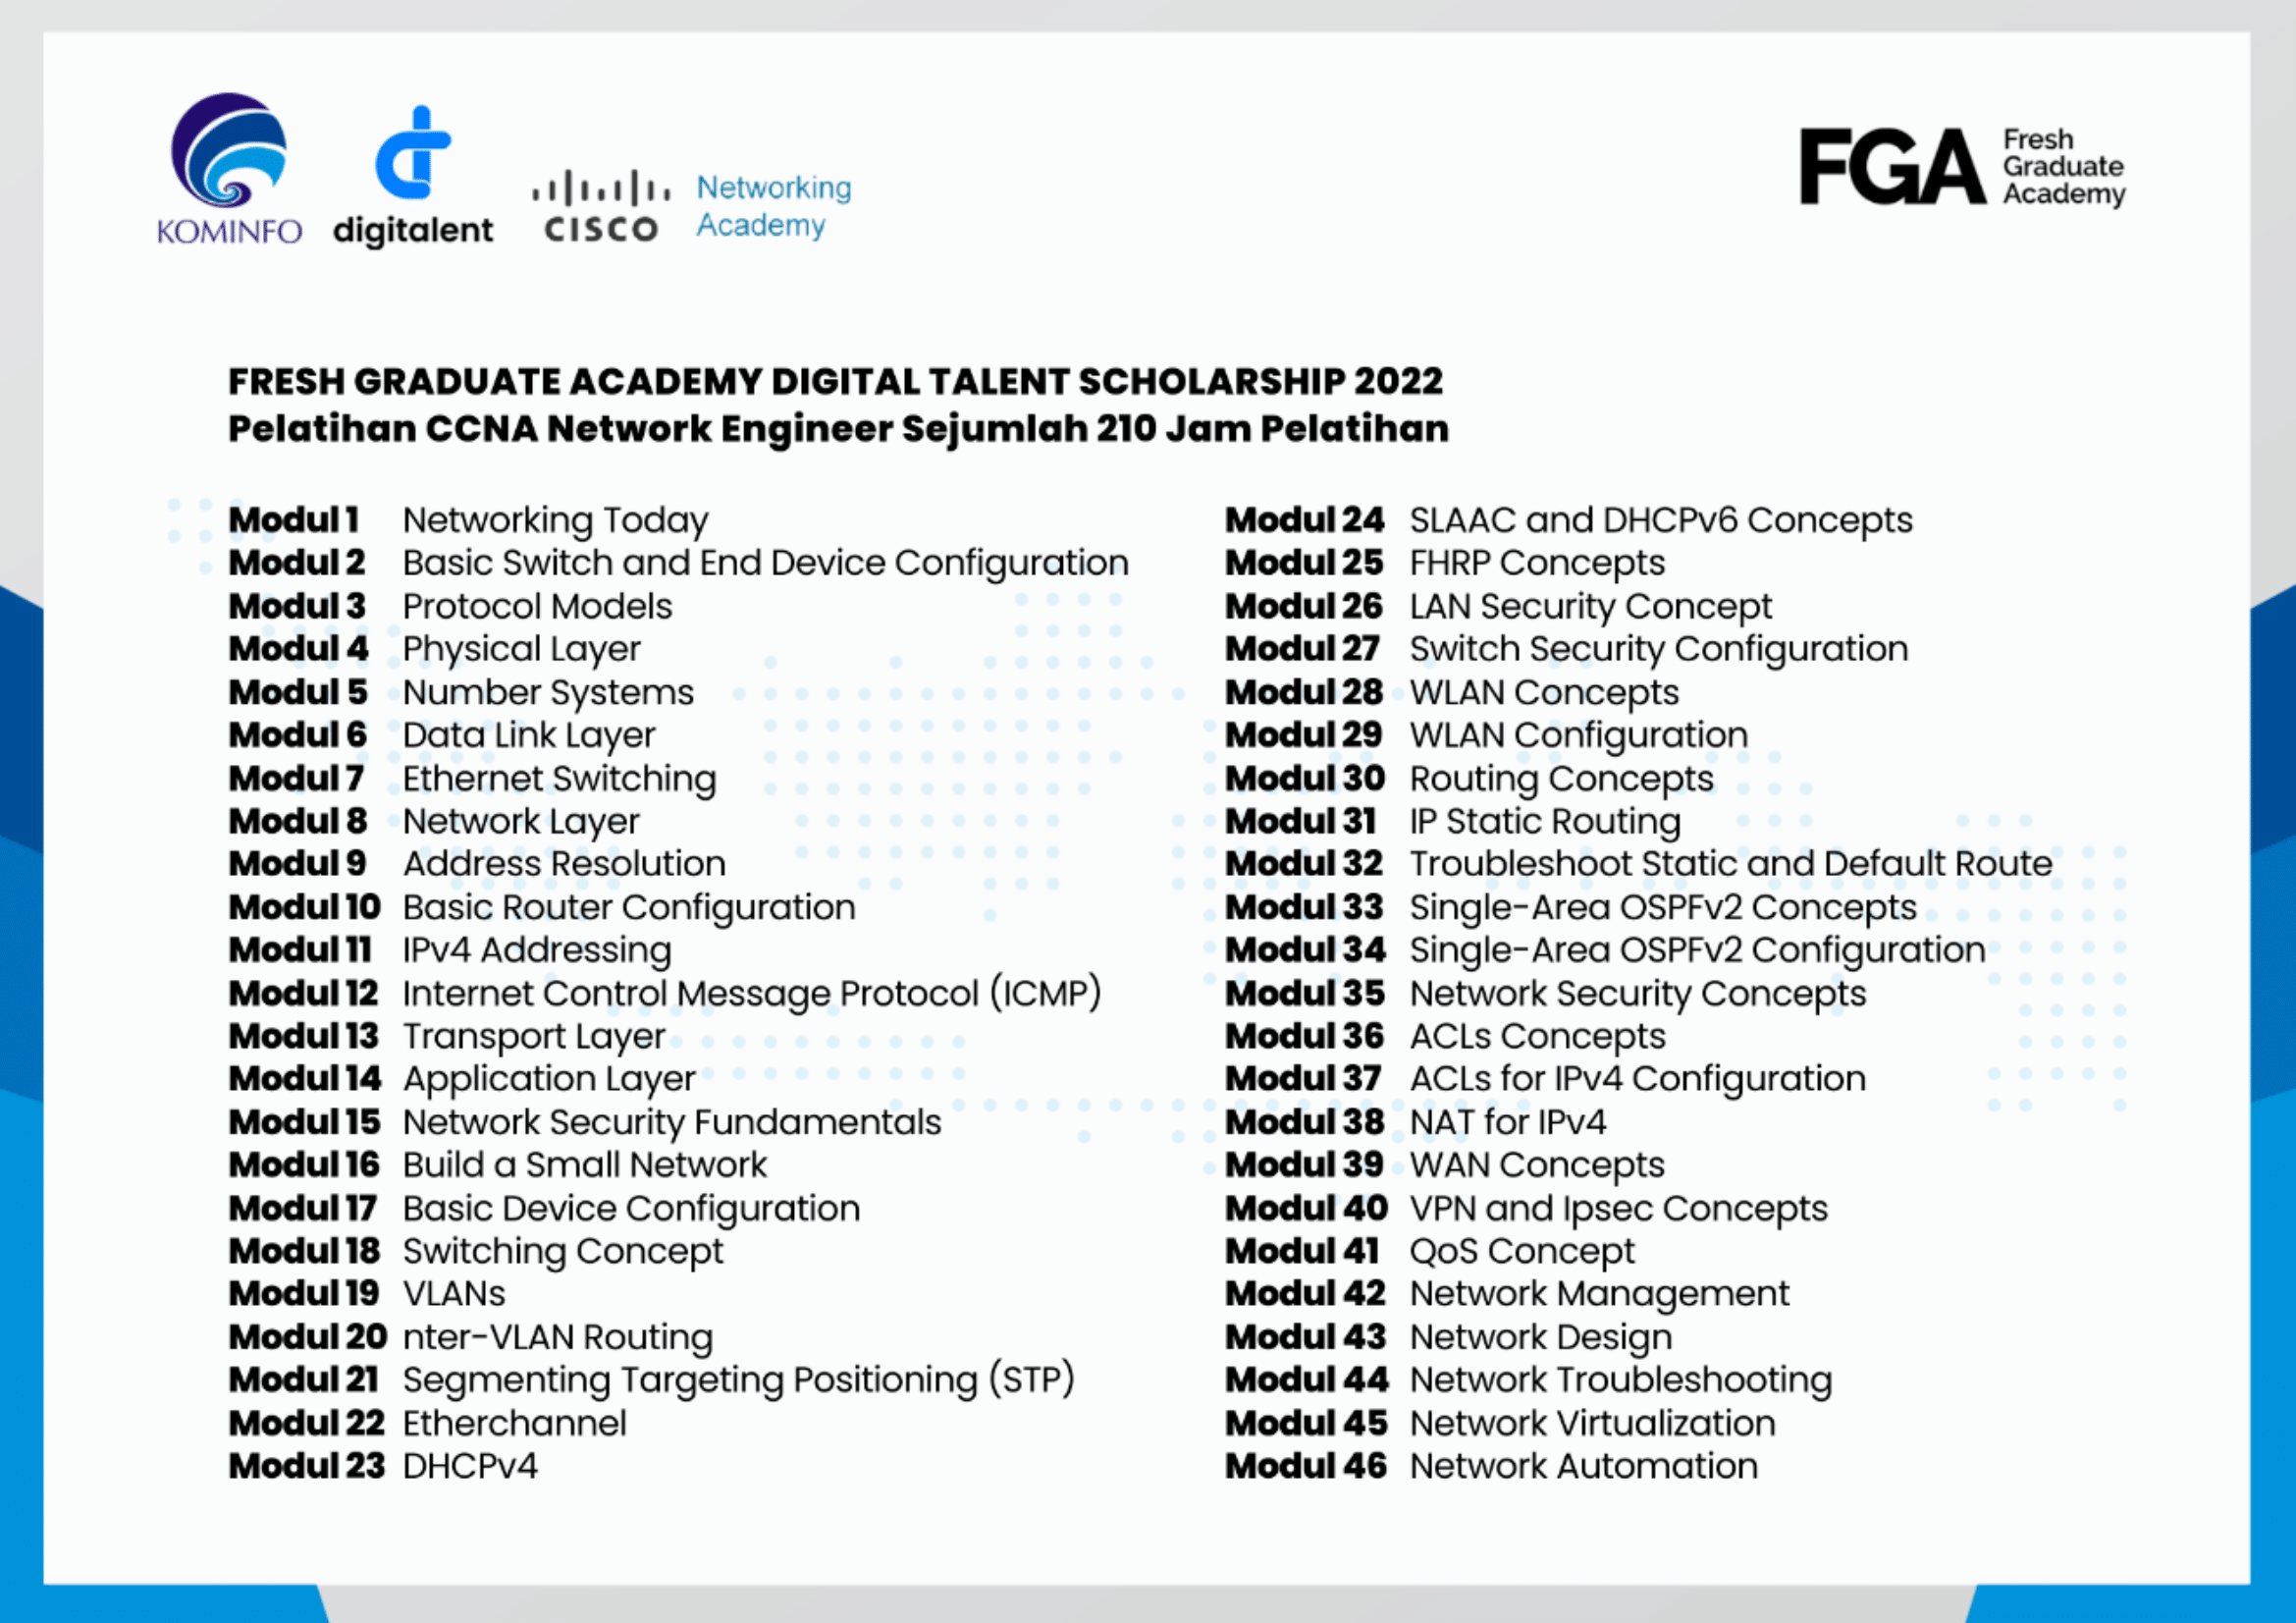 KOMINFO
digitalent
CISCO
Networking
Academy
FGA
Fresh
Graduate
Academy
FRESH GRADUATE ACADEMY DIGITAL TALENT SCHOLARSHIP 2022
Pelatihan CCNA Network Engineer Sejumlah 210 Jam Pelatihan
Modul 1 Networking Today
Modul 2 Basic Switch and End Device Configuration
Modul 3 Protocol Models
Modul 4 Physical Layer
Modul 5 Number Systems
Modul 6 Data Link Layer
Modul 7 Ethernet Switching
Modul 8 Network Layer
Modul 9 Address Resolution
Modul 10 Basic Router Configuration
Modul 11 IPv4 Addressing
Modul 12 Internet Control Message Protocol (ICMP)
Modul 13 Transport Layer
Modul 14 Application Layer
Modul 15 Network Security Fundamentals
Modul 16 Build a Small Network
Modul 17 Basic Device Configuration
Modul 18 Switching Concept
Modul 19 VLANs
Modul 20 nter-VLAN Routing
Modul 21 Segmenting Targeting Positioning (STP)
Modul 22 Etherchannel
Modul 23 DHCPv4
Modul 24 SLAAC and DHCPv6 Concepts
Modul 25 FHRP Concepts
Modul 26 LAN Security Concept
Modul 27 Switch Security Configuration
Modul 28 WLAN Concepts
Modul 29 WLAN Configuration
Modul 30 Routing Concepts
Modul 31 IP Static Routing
Modul 32 Troubleshoot Static and Default Route
Modul 33 Single-Area OSPFv2 Concepts
Modul 34 Single-Area OSPFv2 Configuration
Modul 35 Network Security Concepts
Modul 36 ACLs Concepts
Modul 37 ACLs for IPv4 Configuration
Modul 38 NAT for IPv4
Modul 39 WAN Concepts
Modul 40 VPN and Ipsec Concepts
Modul 41 QoS Concept
Modul 42 Network Management
Modul 43 Network Design
Modul 44 Network Troubleshooting
Modul 45 Network Virtualization
Modul 46 Network Automation